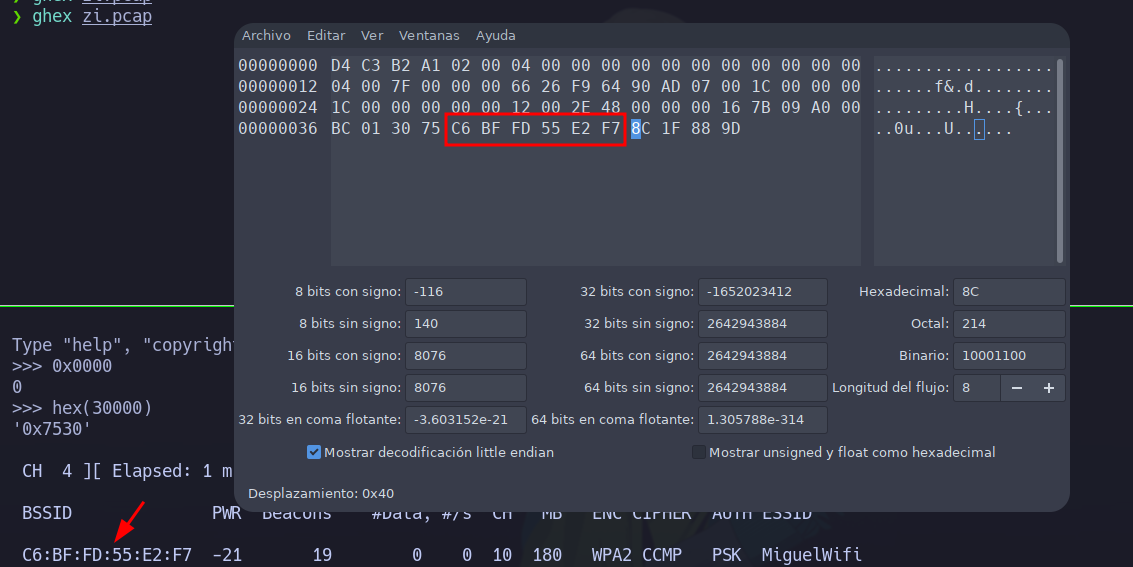 ❯ ghex zi.pcap
Archivo Editar Ver Ventanas Ayuda
00000000 D4 C3 B2 A1 02 00 04 00 00 00 00 00 00 00 00 00 00 00 ..................
00000012 04 00 7F 00 00 00 66 26 F9 64 90 AD 07 00 1C 00 00 00 ......f&.d........
00000024 1C 00 00 00 00 00 12 00 2E 48 00 00 00 16 7B 09 A0 00 .........H....{...
00000036 BC 01 30 75 C6 BF FD 55 E2 F7 8C 1F 88 9D ..0u...U......
8 bits con signo: -116 32 bits con signo: -1652023412 Hexadecimal: 8C
8 bits sin signo: 140 32 bits sin signo: 2642943884 Octal: 214
16 bits con signo: 8076 64 bits con signo: 2642943884 Binario: 10001100
16 bits sin signo: 8076 64 bits sin signo: 2642943884 Longitud del flujo: 8 − +
32 bits en coma flotante: -3.603152e-21 64 bits en coma flotante: 1.305788e-314
Mostrar decodificación little endian Mostrar unsigned y float como hexadecimal
Desplazamiento: 0x40
Type "help", "copyright
>>> 0x0000
0
>>> hex(30000)
'0x7530'
CH 4 ][ Elapsed: 1 m
BSSID PWR Beacons #Data, #/s CH MB ENC CIPHER AUTH ESSID
C6:BF:FD:55:E2:F7 -21 19 0 0 10 180 WPA2 CCMP PSK MiguelWifi